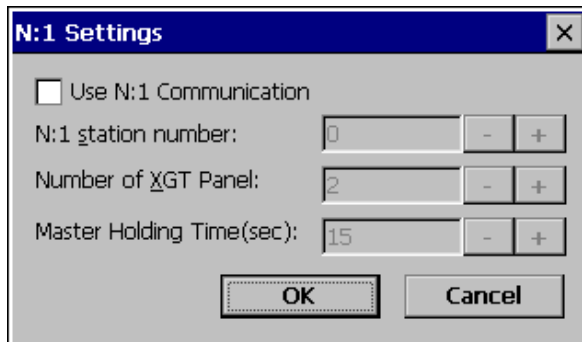 N:1 Settings
Use N:1 Communication
N:1 station number: 0 - +
Number of XGT Panel: 2 - +
Master Holding Time(sec): 15 - +
OK Cancel